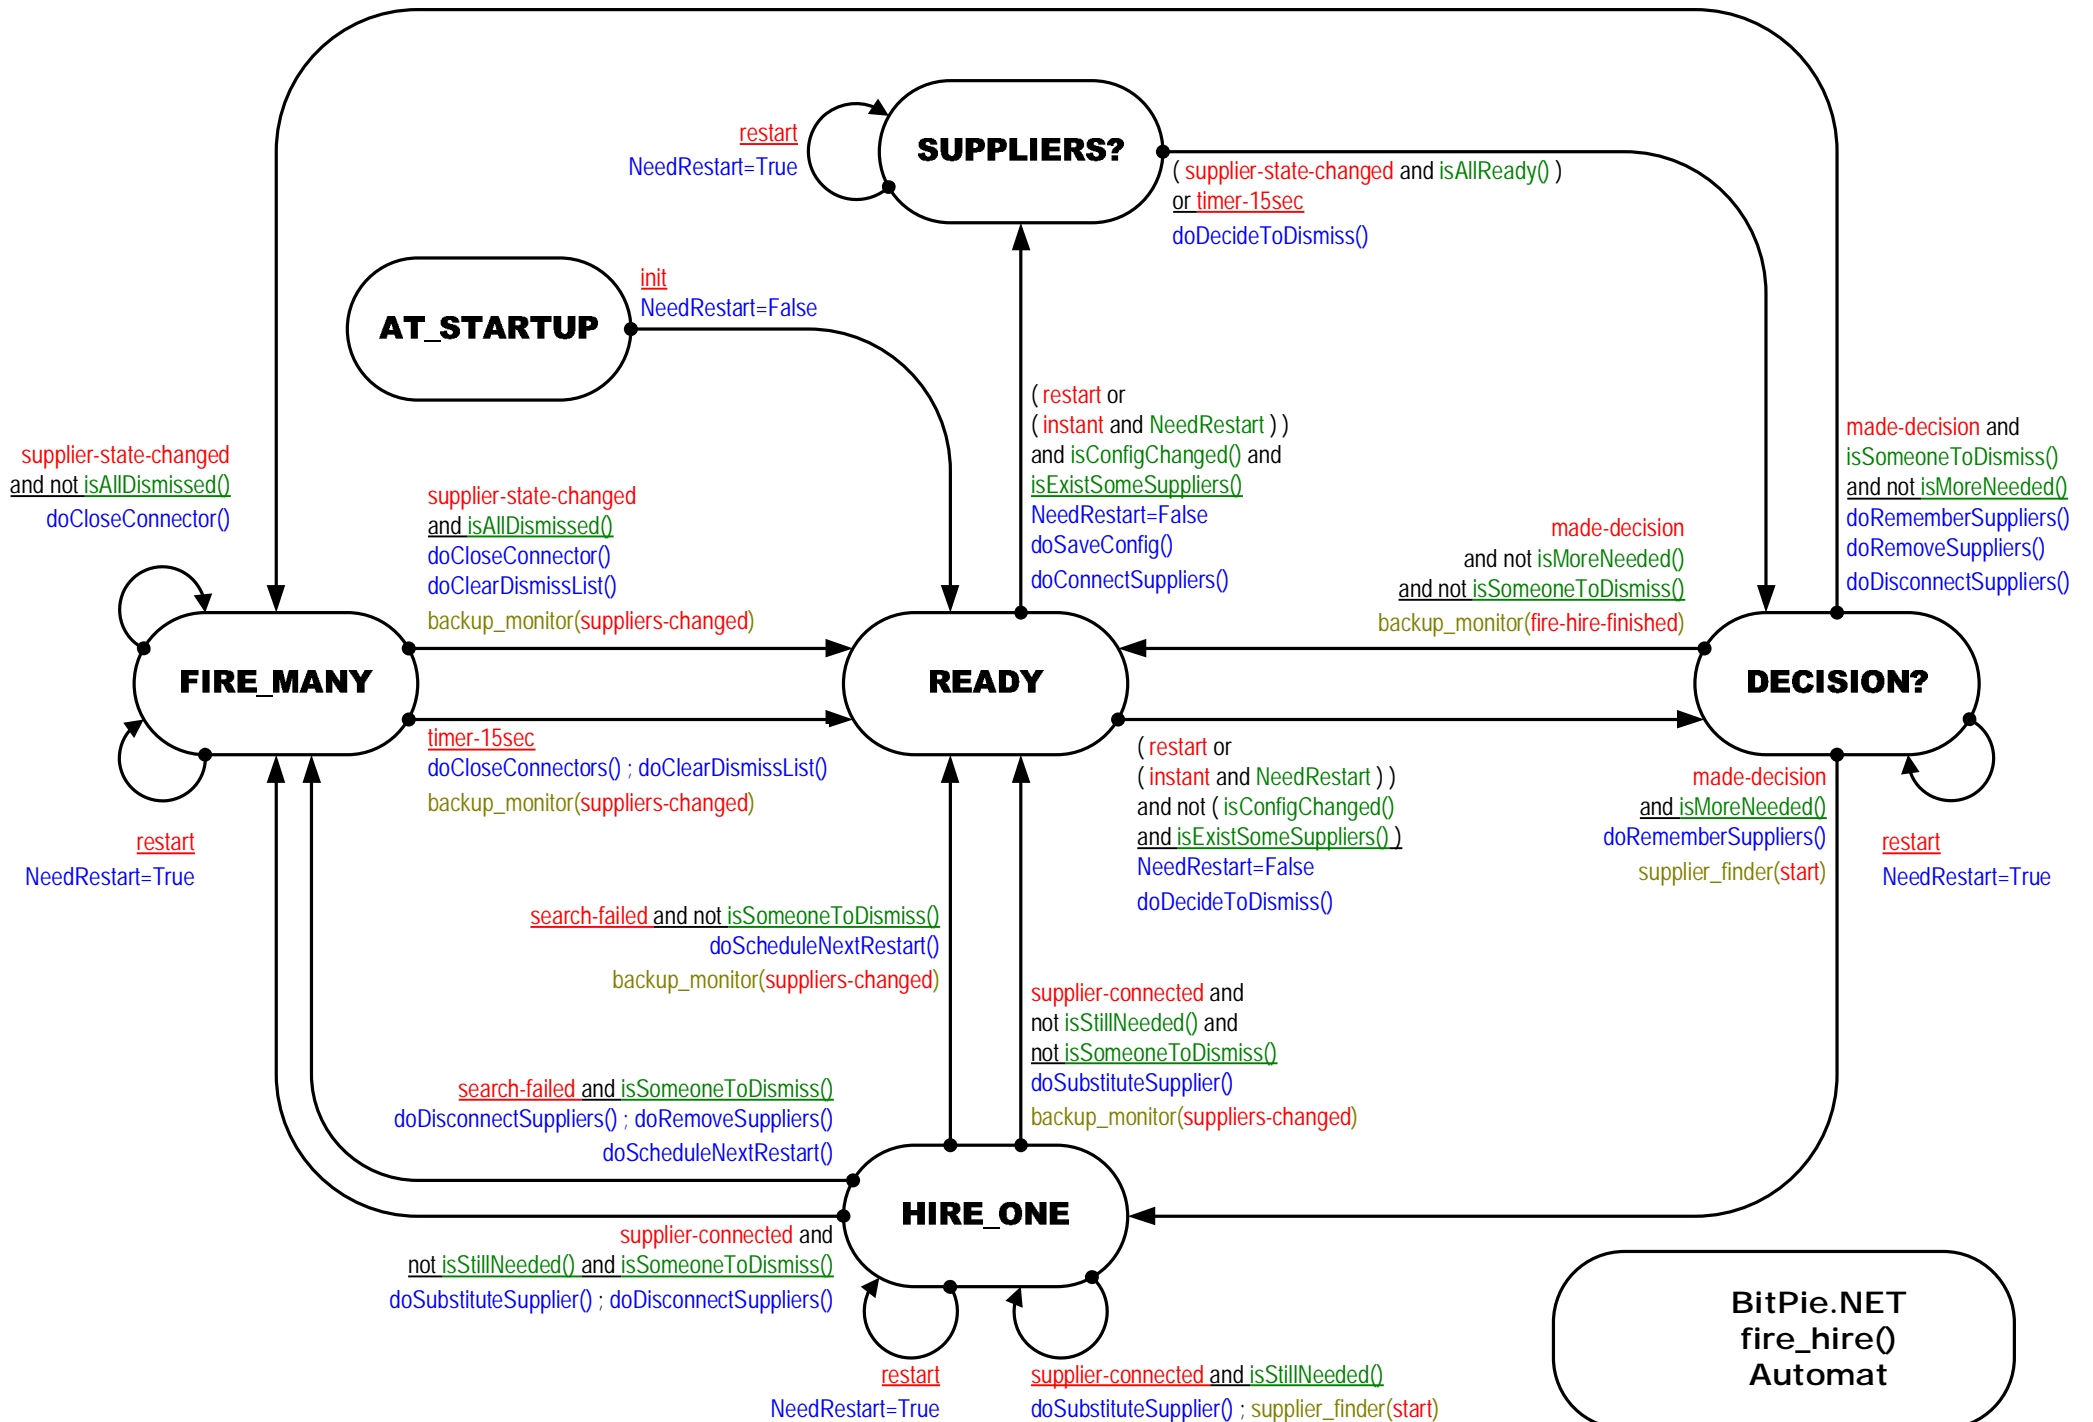 SUPPLIERS?
restart
NeedRestart=True
( supplier-state-changed and isAllReady() )
or timer-15sec
doDecideToDismiss()
AT_STARTUP
init
NeedRestart=False
( restart or
( instant and NeedRestart ) )
and isConfigChanged() and
isExistSomeSuppliers()
NeedRestart=False
doSaveConfig()
doConnectSuppliers()
made-decision and
isSomeoneToDismiss()
and not isMoreNeeded()
doRememberSuppliers()
doRemoveSuppliers()
doDisconnectSuppliers()
supplier-state-changed
and not isAllDismissed()
doCloseConnector()
supplier-state-changed
and isAllDismissed()
doCloseConnector()
doClearDismissList()
backup_monitor(suppliers-changed)
made-decision
and not isMoreNeeded()
and not isSomeoneToDismiss()
backup_monitor(fire-hire-finished)
FIRE_MANY
READY
DECISION?
timer-15sec
doCloseConnectors() ; doClearDismissList()
backup_monitor(suppliers-changed)
( restart or
( instant and NeedRestart ) )
and not ( isConfigChanged()
and isExistSomeSuppliers() )
NeedRestart=False
doDecideToDismiss()
made-decision
and isMoreNeeded()
doRememberSuppliers()
supplier_finder(start)
restart
NeedRestart=True
restart
NeedRestart=True
search-failed and not isSomeoneToDismiss()
doScheduleNextRestart()
backup_monitor(suppliers-changed)
supplier-connected and
not isStillNeeded() and
not isSomeoneToDismiss()
doSubstituteSupplier()
backup_monitor(suppliers-changed)
search-failed and isSomeoneToDismiss()
doDisconnectSuppliers() ; doRemoveSuppliers()
doScheduleNextRestart()
HIRE_ONE
supplier-connected and
not isStillNeeded() and isSomeoneToDismiss()
doSubstituteSupplier() ; doDisconnectSuppliers()
restart
NeedRestart=True
supplier-connected and isStillNeeded()
doSubstituteSupplier() ; supplier_finder(start)
BitPie.NET
fire_hire()
Automat